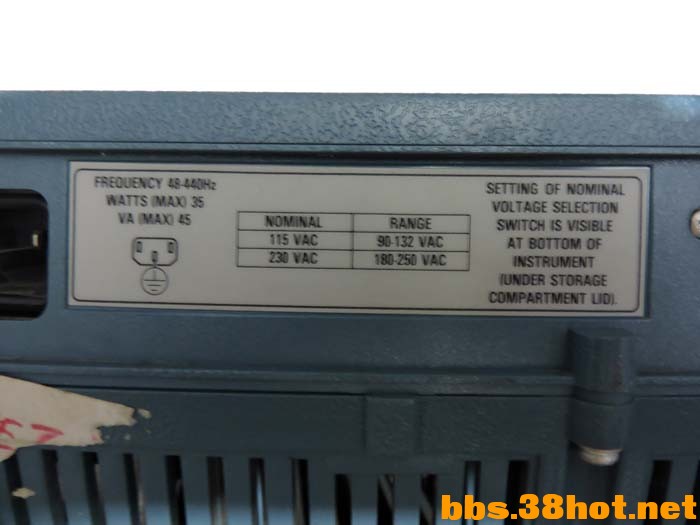 FREQUENCY 48-440Hz
WATTS (MAX) 35
VA (MAX) 45
NOMINAL RANGE
115 VAC 90-132 VAC
230 VAC 180-250 VAC
SETTING OF NOMINAL
VOLTAGE SELECTION
SWITCH IS VISIBLE
AT BOTTOM OF
INSTRUMENT
(UNDER STORAGE
COMPARTMENT LID).
bbs.38hot.net